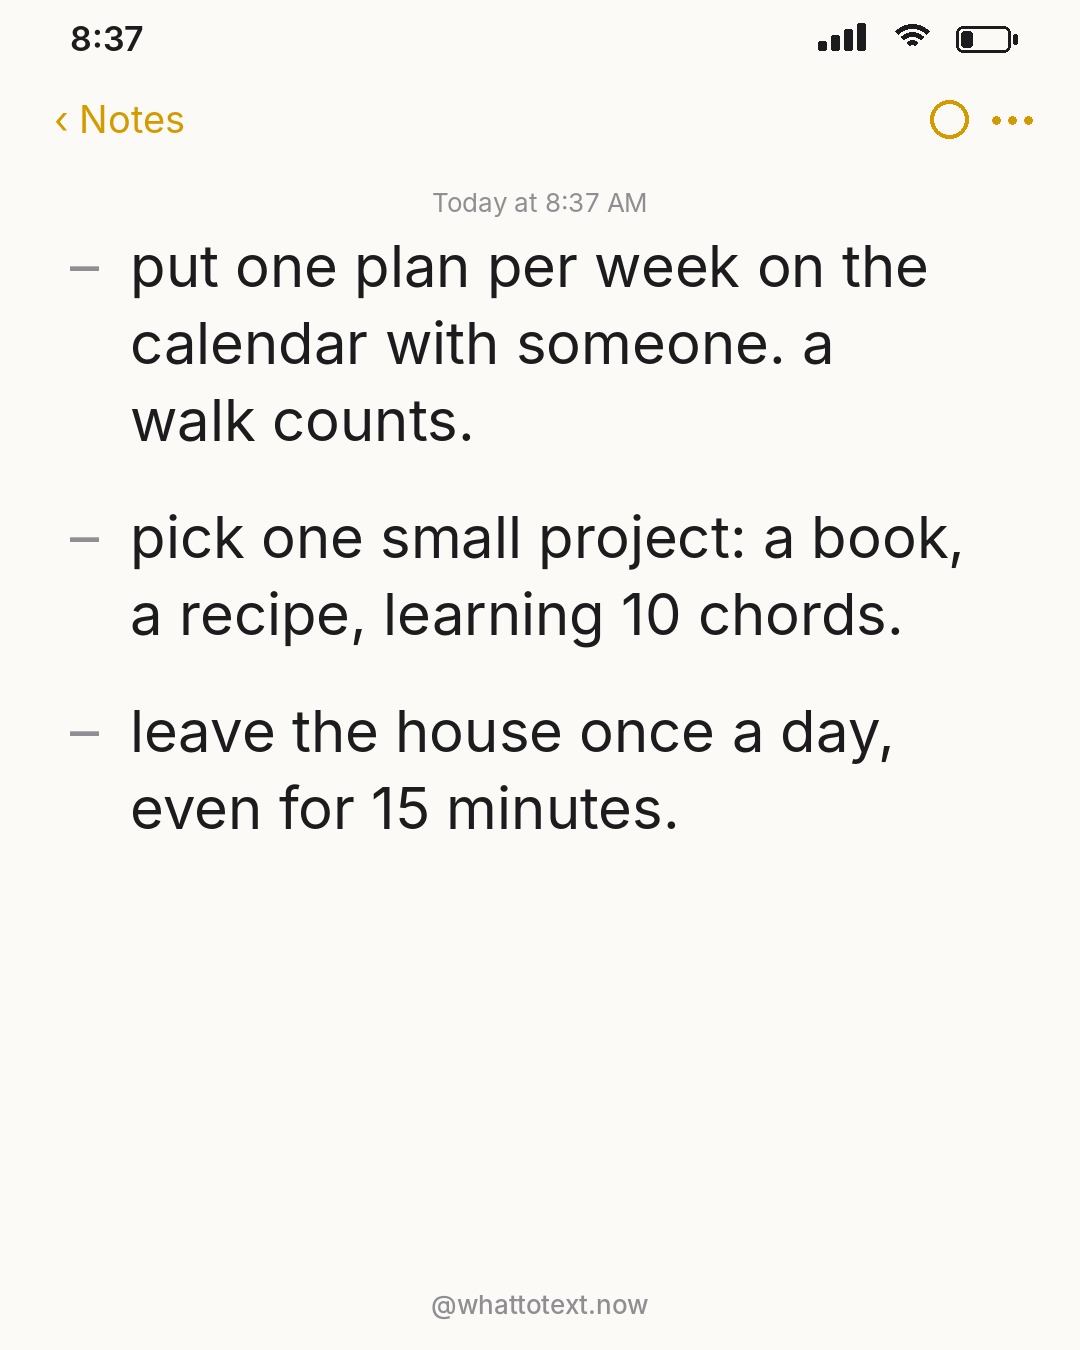 8:37
‹ Notes
Today at 8:37 AM
– put one plan per week on the
calendar with someone. a
walk counts.
– pick one small project: a book,
a recipe, learning 10 chords.
– leave the house once a day,
even for 15 minutes.
@whattotext.now